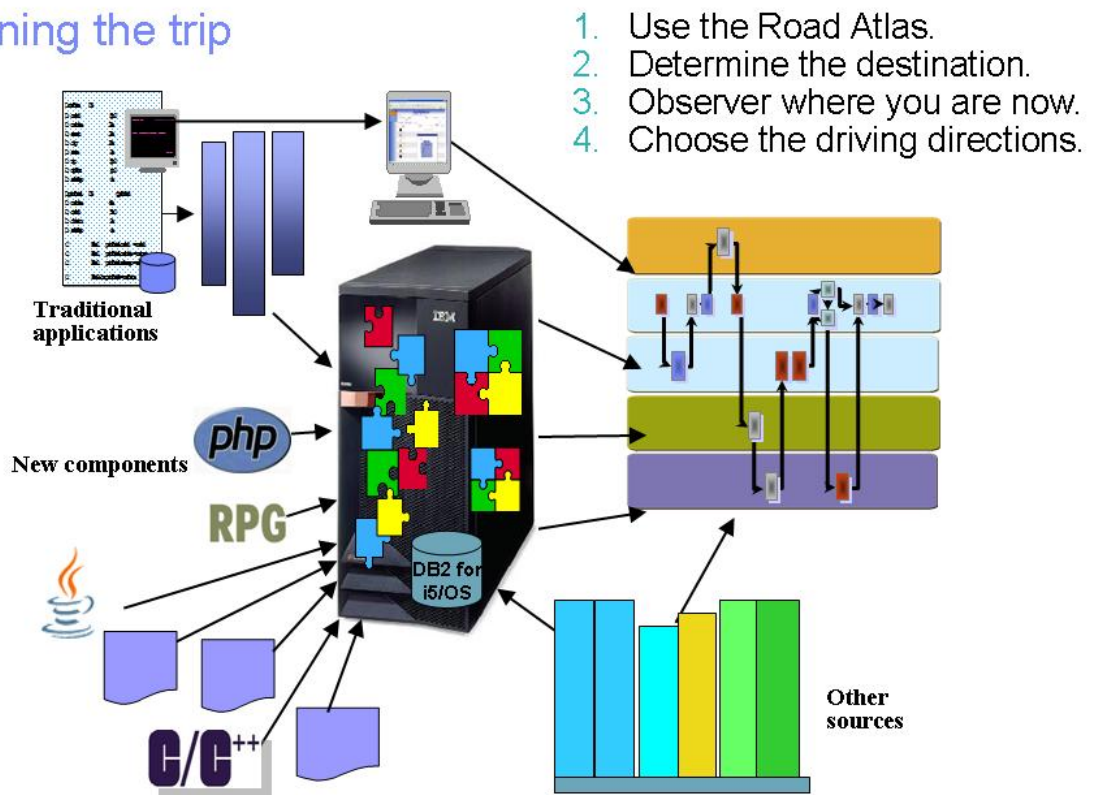 ning the trip
1. Use the Road Atlas.
2. Determine the destination.
3. Observer where you are now.
4. Choose the driving directions.
Traditional
applications
IBM
php
New components
RPG
DB2 for
i5/OS
Other
sources
C/C++